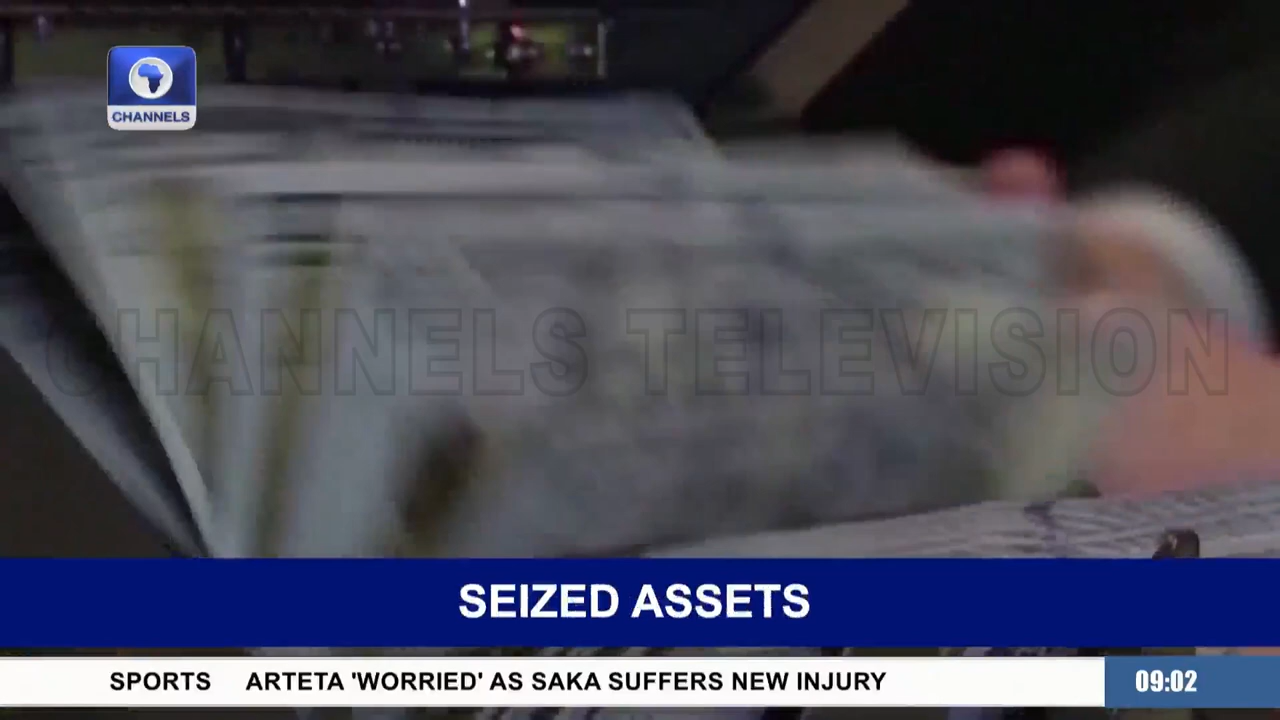 CHANNELS
CHANNELS TELEVISION
SEIZED ASSETS
SPORTS ARTETA 'WORRIED' AS SAKA SUFFERS NEW INJURY
09:02